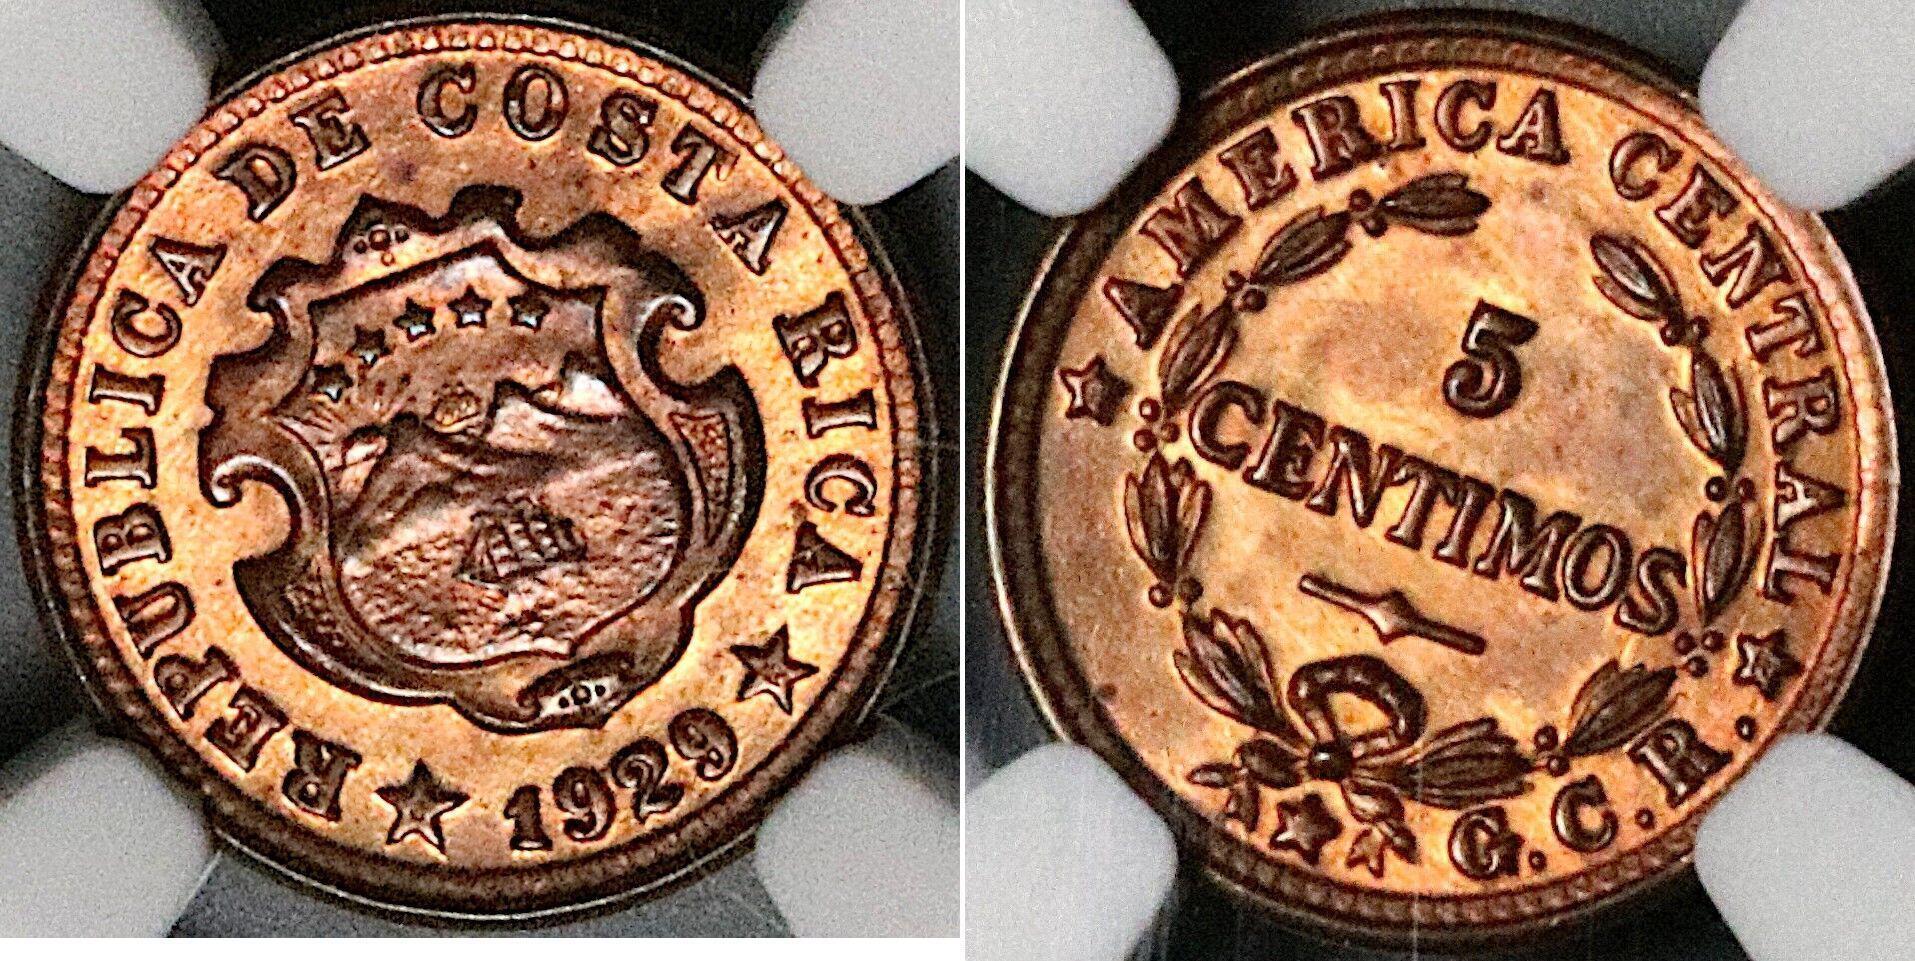 REPUBLICA DE COSTA RICA
1929
AMERICA CENTRAL
5
CENTIMOS
G.C.R.